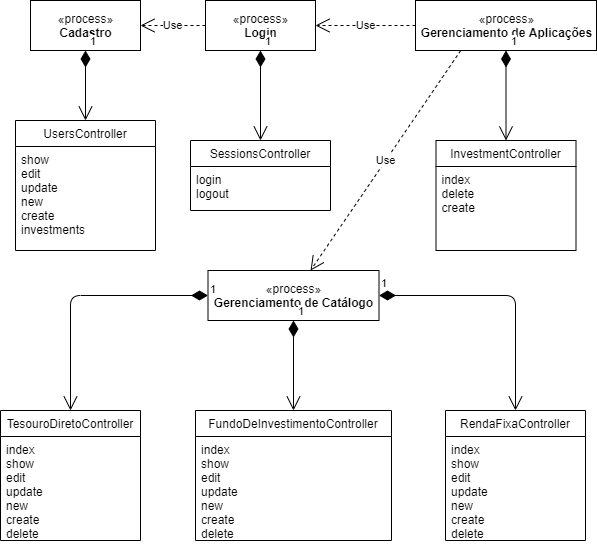 «process»
Cadastro
1
Use
«process»
Login
1
Use
«process»
Gerenciamento de Aplicações
1
UsersController
show
edit
update
new
create
investments
SessionsController
login
logout
InvestmentController
index
delete
create
Use
«process»
Gerenciamento de Catálogo
1
1
1
TesouroDiretoController
index
show
edit
update
new
create
delete
FundoDeInvestimentoController
index
show
edit
update
new
create
delete
RendaFixaController
index
show
edit
update
new
create
delete